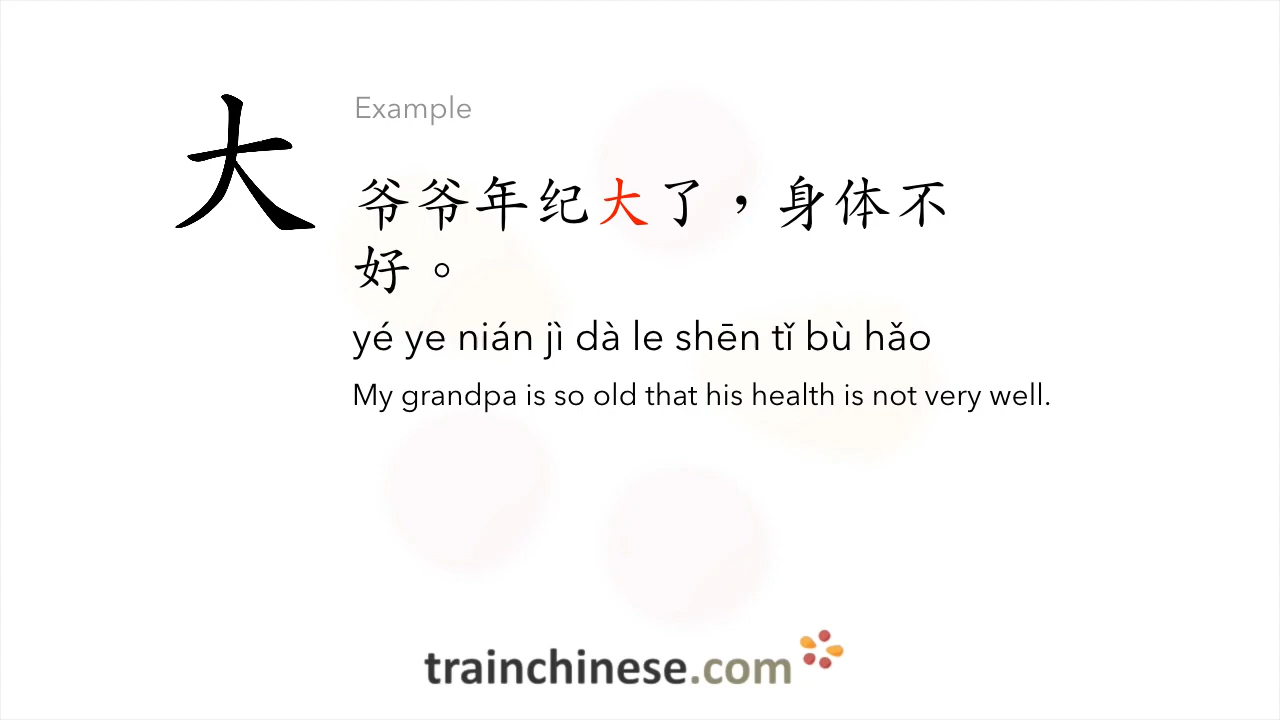 大
Example
爷爷年纪大了，身体不
好。
yé ye nián jì dà le shēn tǐ bù hǎo
My grandpa is so old that his health is not very well.
trainchinese.com